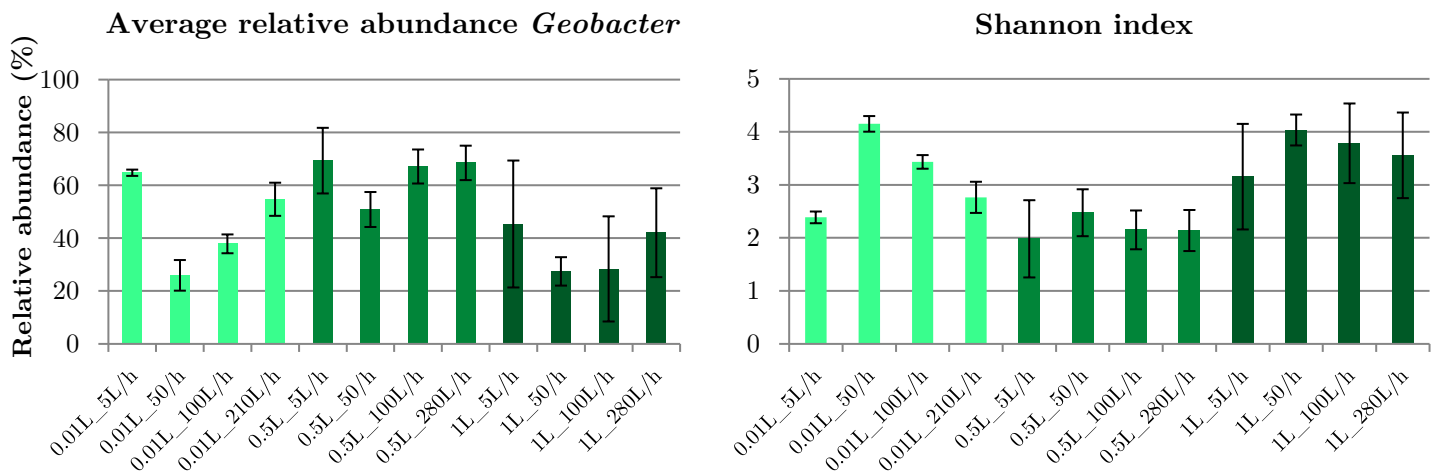 Average relative abundance Geobacter
Relative abundance (%)
100
80
60
40
20
0
0.01L_5L/h
0.01L_50/h
0.01L_100L/h
0.01L_210L/h
0.5L_5L/h
0.5L_50/h
0.5L_100L/h
0.5L_280L/h
1L_5L/h
1L_50/h
1L_100L/h
1L_280L/h
Shannon index
5
4
3
2
1
0
0.01L_5L/h
0.01L_50/h
0.01L_100L/h
0.01L_210L/h
0.5L_5L/h
0.5L_50/h
0.5L_100L/h
0.5L_280L/h
1L_5L/h
1L_50/h
1L_100L/h
1L_280L/h